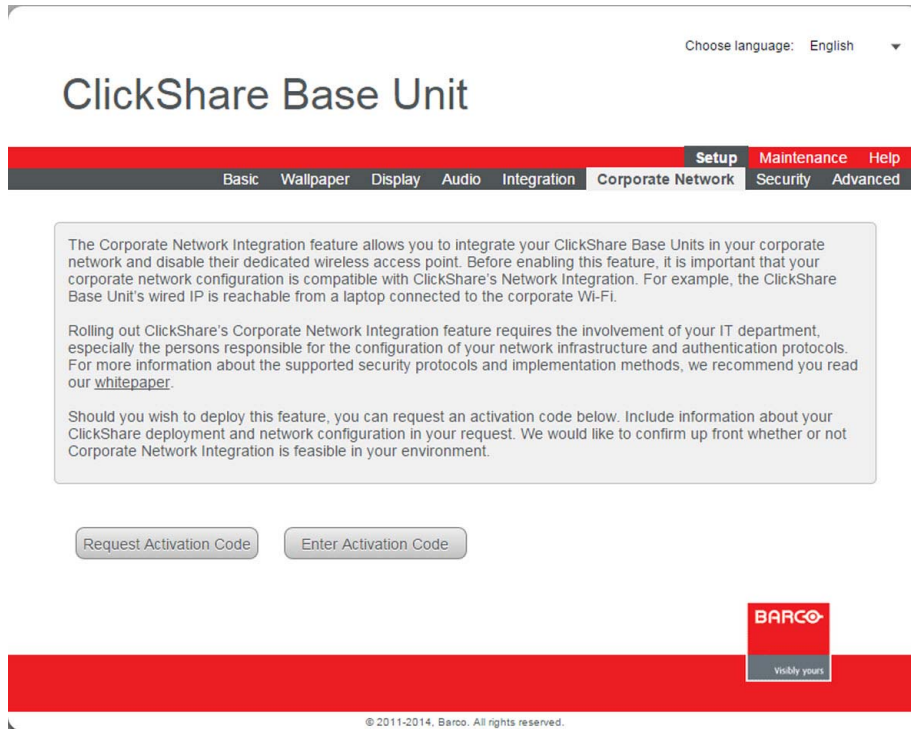 Choose language: English
ClickShare Base Unit
Setup Maintenance Help
Basic Wallpaper Display Audio Integration Corporate Network Security Advanced
The Corporate Network Integration feature allows you to integrate your ClickShare Base Units in your corporate
network and disable their dedicated wireless access point. Before enabling this feature, it is important that your
corporate network configuration is compatible with ClickShare's Network Integration. For example, the ClickShare
Base Unit's wired IP is reachable from a laptop connected to the corporate Wi-Fi.
Rolling out ClickShare's Corporate Network Integration feature requires the involvement of your IT department,
especially the persons responsible for the configuration of your network infrastructure and authentication protocols.
For more information about the supported security protocols and implementation methods, we recommend you read
our whitepaper.
Should you wish to deploy this feature, you can request an activation code below. Include information about your
ClickShare deployment and network configuration in your request. We would like to confirm up front whether or not
Corporate Network Integration is feasible in your environment.
Request Activation Code Enter Activation Code
BARCO
Visibly yours
© 2011-2014, Barco. All rights reserved.